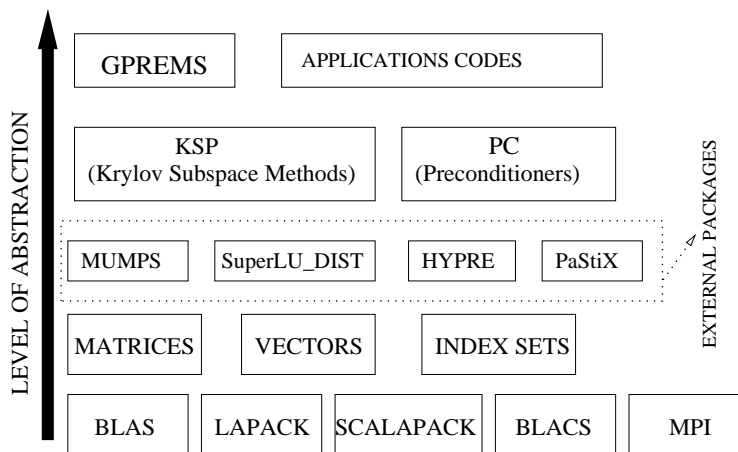 GPREMS
APPLICATIONS CODES
KSP
(Krylov Subspace Methods)
PC
(Preconditioners)
MUMPS
SuperLU_DIST
HYPRE
PaStiX
MATRICES
VECTORS
INDEX SETS
BLAS
LAPACK
SCALAPACK
BLACS
MPI
LEVEL OF ABSTRACTION
EXTERNAL PACKAGES